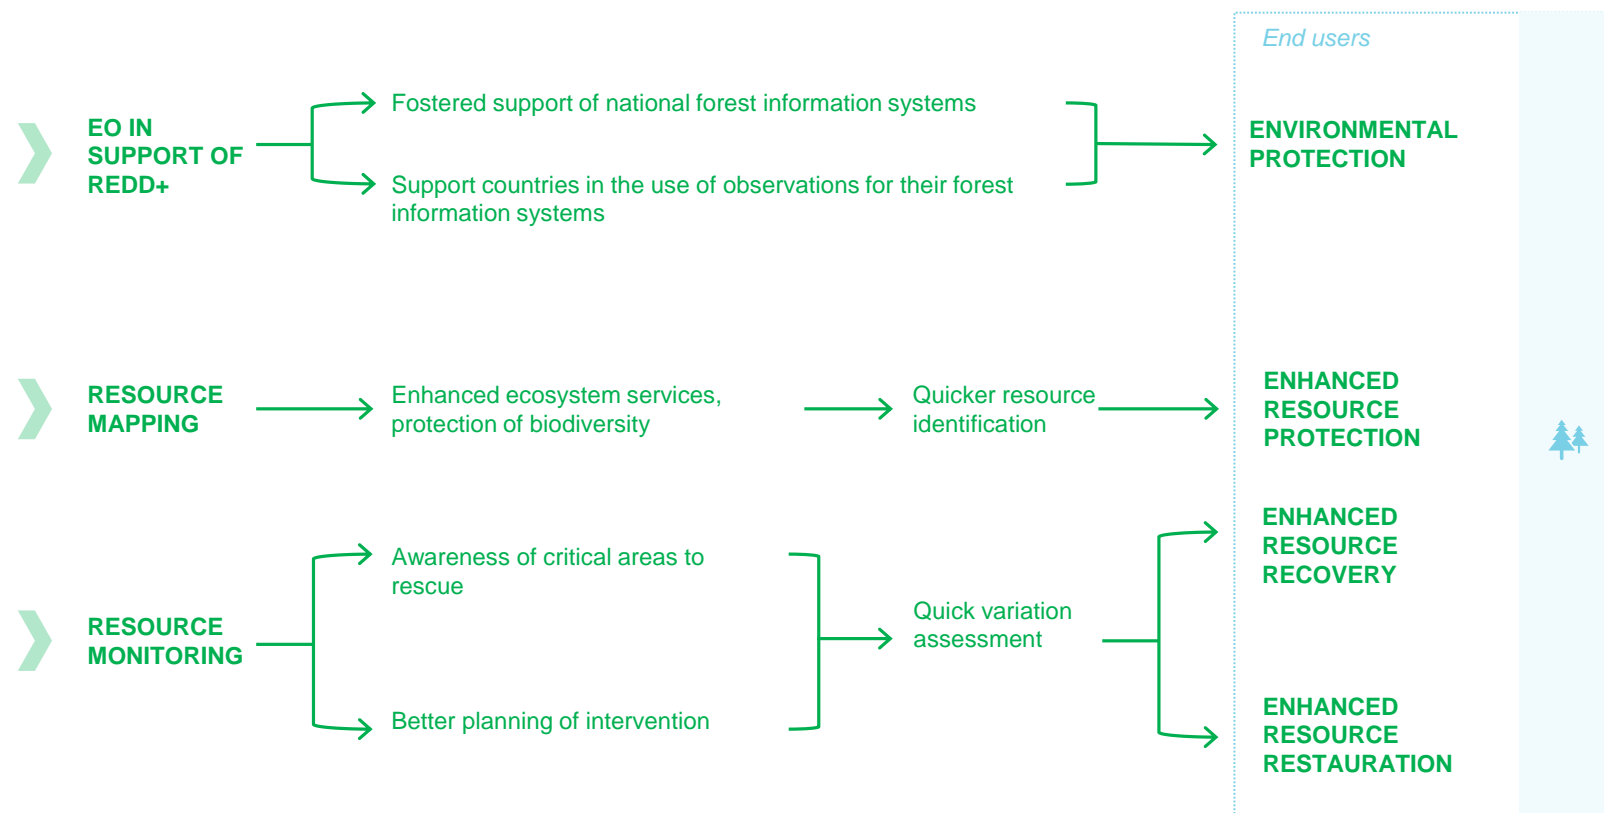 End users
EO IN
SUPPORT OF
REDD+
Fostered support of national forest information systems
Support countries in the use of observations for their forest
information systems
ENVIRONMENTAL
PROTECTION
RESOURCE
MAPPING
Enhanced ecosystem services,
protection of biodiversity
Quicker resource
identification
ENHANCED
RESOURCE
PROTECTION
RESOURCE
MONITORING
Awareness of critical areas to
rescue
Better planning of intervention
Quick variation
assessment
ENHANCED
RESOURCE
RECOVERY
ENHANCED
RESOURCE
RESTAURATION